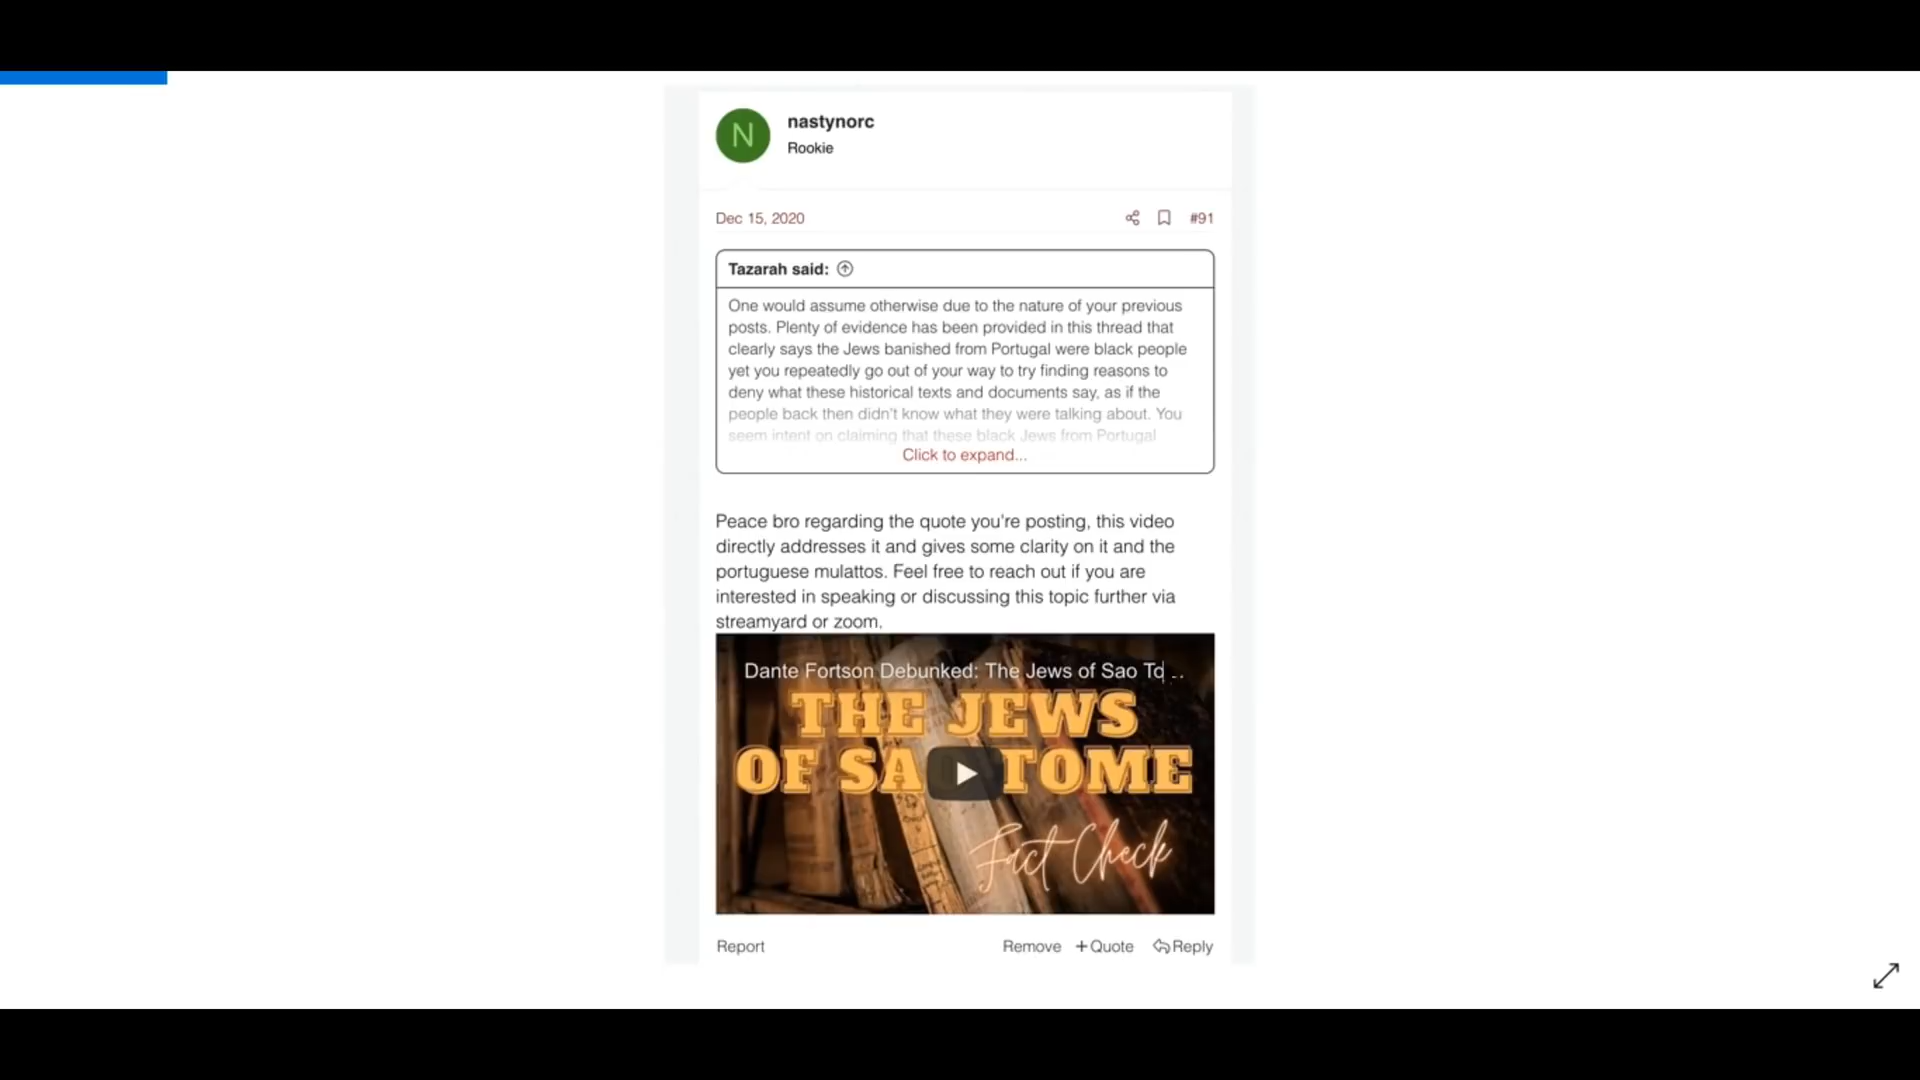 N
nastynorc
Rookie
Dec 15, 2020
#91
Tazarah said:
One would assume otherwise due to the nature of your previous
posts. Plenty of evidence has been provided in this thread that
clearly says the Jews banished from Portugal were black people
yet you repeatedly go out of your way to try finding reasons to
deny what these historical texts and documents say, as if the
people back then didn't know what they were talking about. You
seem intent on claiming that these black Jews from Portugal
Click to expand...
Peace bro regarding the quote you're posting, this video
directly addresses it and gives some clarity on it and the
portuguese mulattos. Feel free to reach out if you are
interested in speaking or discussing this topic further via
streamyard or zoom.
Dante Fortson Debunked: The Jews of Sao To...
THE JEWS
OF SA TOME
Fact Check
Report
Remove +Quote Reply